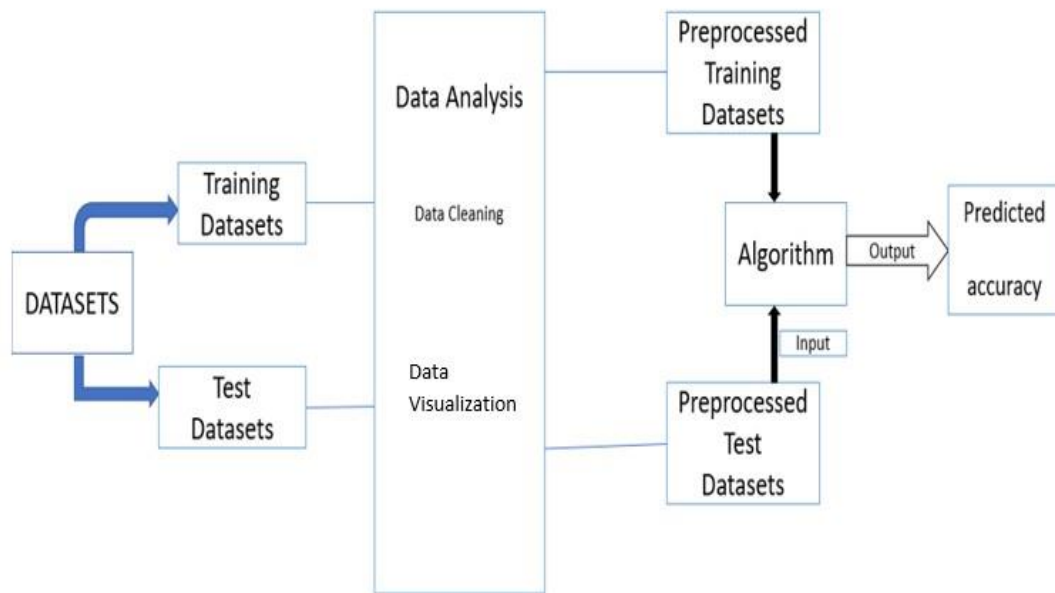 DATASETS
Training
Datasets
Test
Datasets
Data Analysis
Data Cleaning
Data
Visualization
Preprocessed
Training
Datasets
Algorithm
Input
Preprocessed
Test
Datasets
Output
Predicted
accuracy